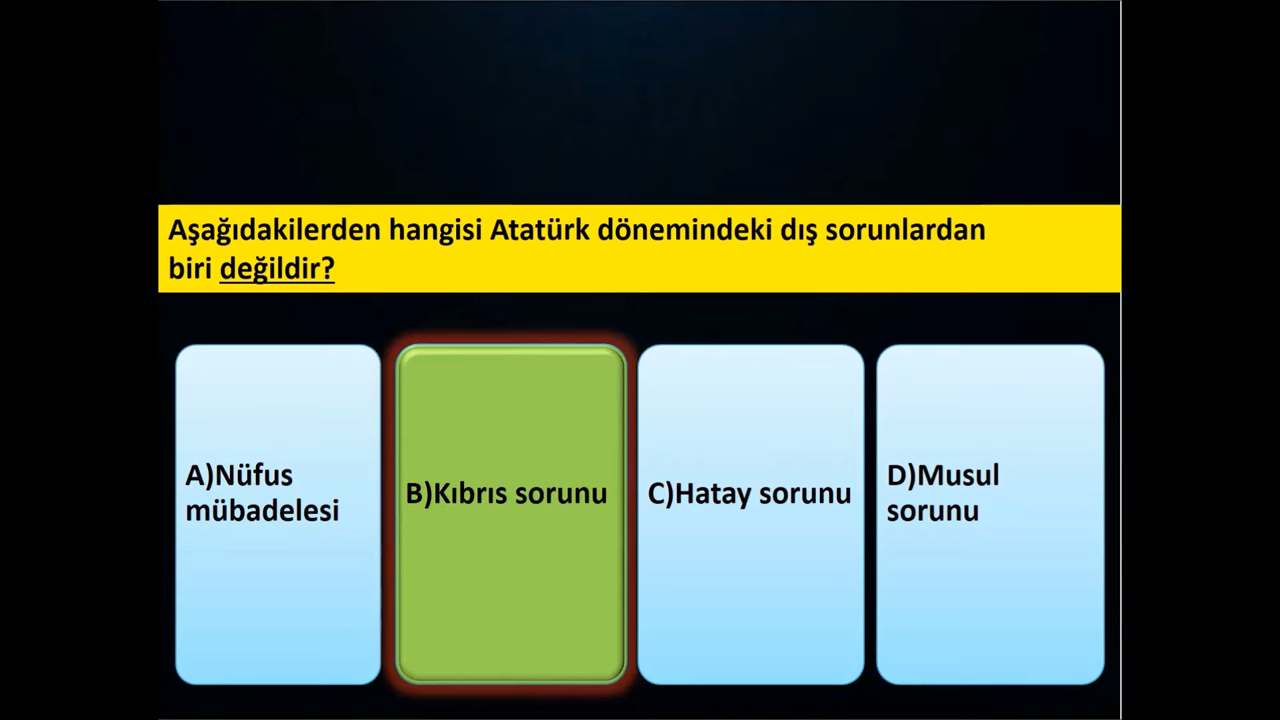 Aşağıdakilerden hangisi Atatürk dönemindeki dış sorunlardan
biri değildir?
A)Nüfus
mübadelesi
B)Kıbrıs sorunu
C)Hatay sorunu
D)Musul
sorunu